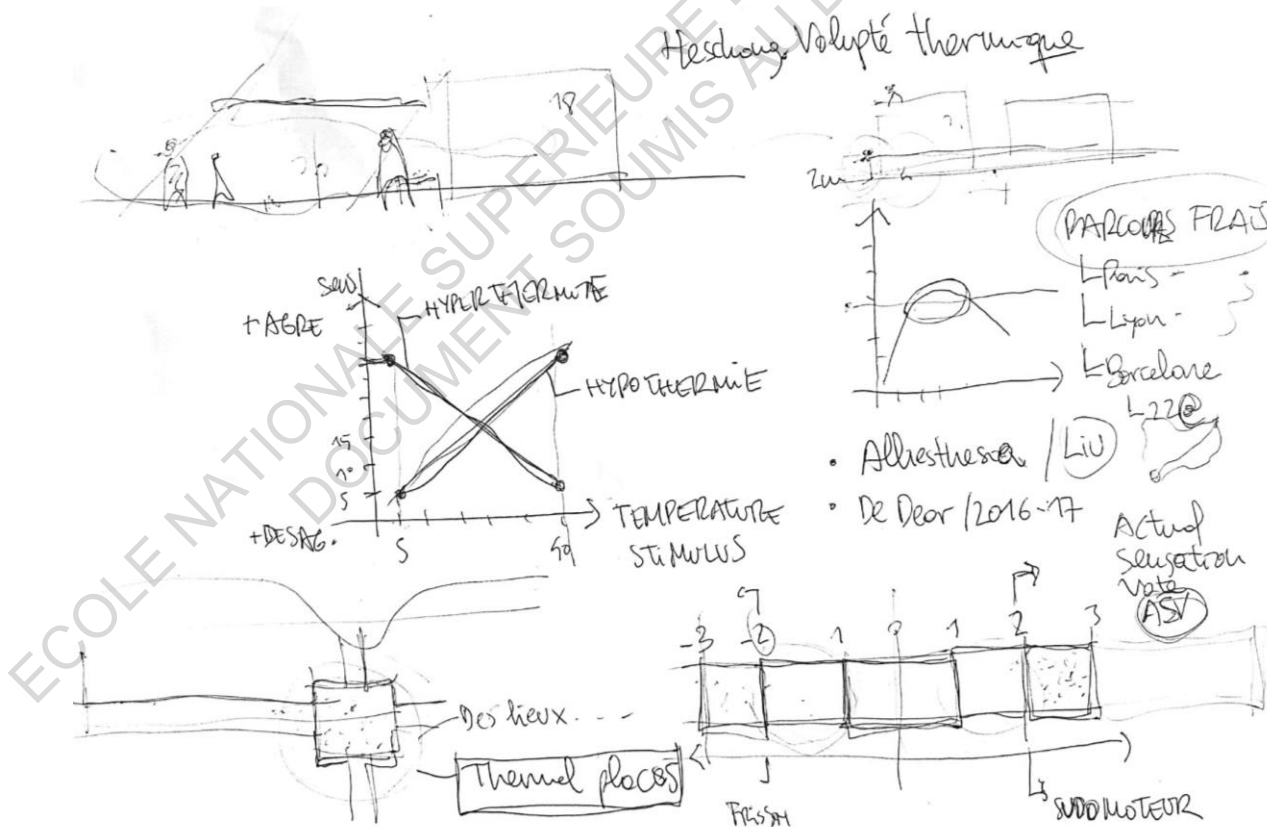 Heschong Volupté thermique
18
2m
PARCOURS FRAIS
Paris -
Lyon -
Barcelone
22@
sens.
+ AGRE
HYPERTHERMIE
HYPOTHERMIE
15
10
5
+DESAG.
5
TEMPERATURE
STIMULUS
• Alliesthesia / LIU
• De Dear / 2016-17
Actual
sensation
vote
ASV
-3 -2 1 0 1 2 3
FRISSON
SUDOMOTEUR
Des lieux....
Thermal places
ECOLE NATIONALE SUPERIEURE
DOCUMENT SOUMIS AU